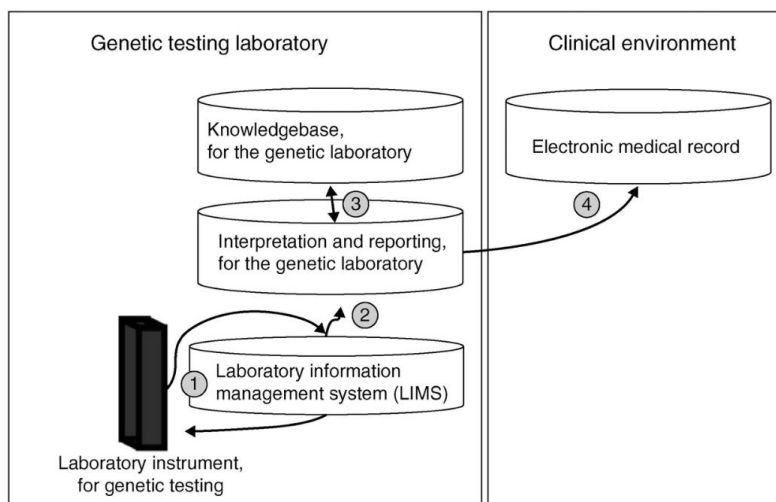 Genetic testing laboratory
Clinical environment
Knowledgebase,
for the genetic laboratory
Electronic medical record
3
4
Interpretation and reporting,
for the genetic laboratory
2
1
Laboratory information
management system (LIMS)
Laboratory instrument,
for genetic testing